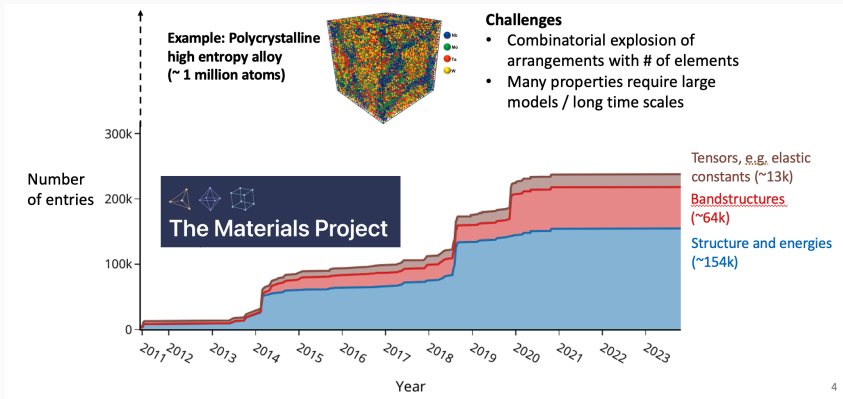 Example: Polycrystalline
high entropy alloy
(~ 1 million atoms)
Nb
Mo
Ta
W
Challenges
• Combinatorial explosion of
arrangements with # of elements
• Many properties require large
models / long time scales
Number
of entries
300k
200k
100k
0
The Materials Project
Tensors, e.g. elastic
constants (~13k)
Bandstructures
(~64k)
Structure and energies
(~154k)
2011
2012
2013
2014
2015
2016
2017
2018
2019
2020
2021
2022
2023
Year
4